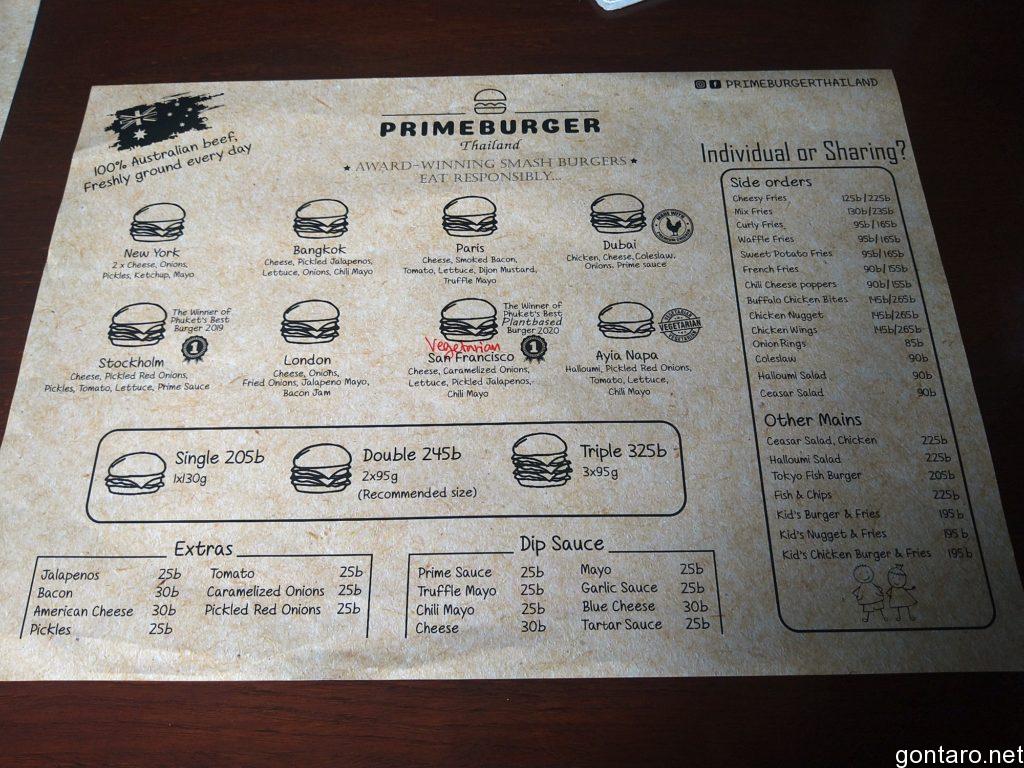 PRIMEBURGERTHAILAND
100% Australian beef,
Freshly ground every day
PRIMEBURGER
Thailand
★ AWARD-WINNING SMASH BURGERS ★
EAT RESPONSIBLY...
New York
2 x Cheese, Onions,
Pickles, Ketchup, Mayo
Bangkok
Cheese, Pickled Jalapenos,
Lettuce, Onions, Chili Mayo
Paris
Cheese, Smoked Bacon,
Tomato, Lettuce, Dijon Mustard,
Truffle Mayo
Dubai
Chicken, Cheese, Coleslaw,
Onions, Prime sauce
MADE WITH
The Winner of
Phuket's Best
Burger 2019
1
Stockholm
Cheese, Pickled Red Onions,
Pickles, Tomato, Lettuce, Prime Sauce
London
Cheese, Onions,
Fried Onions, Jalapeno Mayo,
Bacon Jam
The Winner of
Phuket's Best
Plantbased
Burger 2020
1
Vegetarian
San Francisco
Cheese, Caramelized Onions,
Lettuce, Pickled Jalapenos,
Chili Mayo
VEGETARIAN
Ayia Napa
Halloumi, Pickled Red Onions,
Tomato, Lettuce,
Chili Mayo
Single 205b
1x130g
Double 245b
2x95g
(Recommended size)
Triple 325b
3x95g
Extras
Jalapenos 25b
Bacon 30b
American Cheese 30b
Pickles 25b
Tomato 25b
Caramelized Onions 25b
Pickled Red Onions 25b
Dip Sauce
Prime Sauce 25b
Truffle Mayo 25b
Chili Mayo 25b
Cheese 30b
Mayo 25b
Garlic Sauce 25b
Blue Cheese 30b
Tartar Sauce 25b
Individual or Sharing?
Side orders
Cheesy Fries 125b/225b
Mix Fries 130b/235b
Curly Fries 95b/165b
Waffle Fries 95b/165b
Sweet Potato Fries 95b/165b
French Fries 90b/155b
Chili Cheese poppers 90b/155b
Buffalo Chicken Bites 145b/265b
Chicken Nugget 145b/265b
Chicken Wings 145b/265b
Onion Rings 85b
Coleslaw 90b
Halloumi Salad 90b
Ceasar Salad 90b
Other Mains
Ceasar Salad, Chicken 225b
Halloumi Salad 225b
Tokyo Fish Burger 205b
Fish & Chips 225b
Kid's Burger & Fries 195b
Kid's Nugget & Fries 195b
Kid's Chicken Burger & Fries 195b
gontaro.net